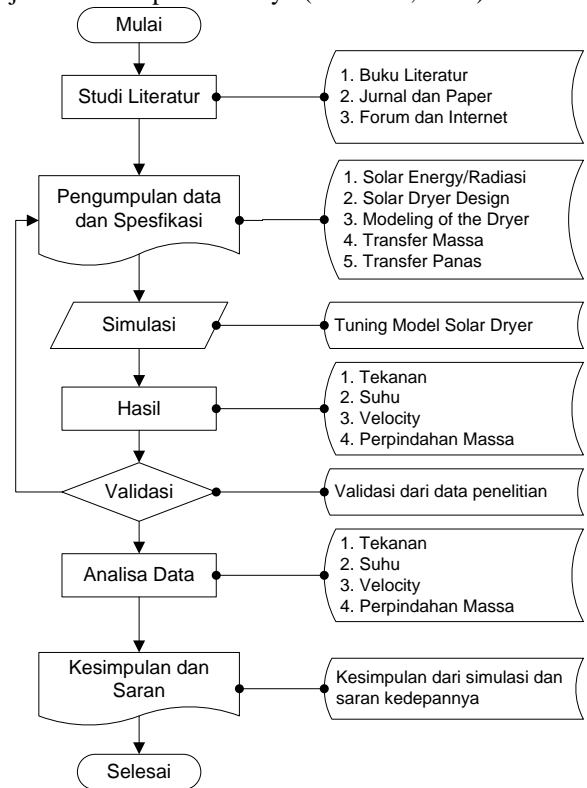 Mulai
Studi Literatur
1. Buku Literatur
2. Jurnal dan Paper
3. Forum dan Internet
Pengumpulan data
dan Spesfikasi
1. Solar Energy/Radiasi
2. Solar Dryer Design
3. Modeling of the Dryer
4. Transfer Massa
5. Transfer Panas
Simulasi
Tuning Model Solar Dryer
Hasil
1. Tekanan
2. Suhu
3. Velocity
4. Perpindahan Massa
Validasi
Validasi dari data penelitian
Analisa Data
1. Tekanan
2. Suhu
3. Velocity
4. Perpindahan Massa
Kesimpulan dan
Saran
Kesimpulan dari simulasi dan
saran kedepannya
Selesai